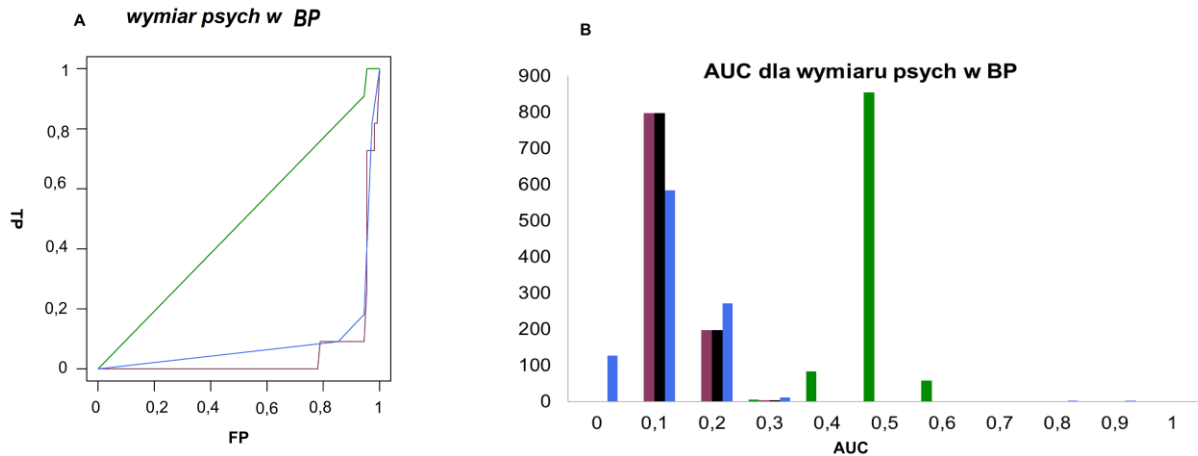 A wymiar psych w BP
1
0,8
0,6
0,4
0,2
0
TP
0 0,2 0,4 0,6 0,8 1
FP
B
AUC dla wymiaru psych w BP
900
800
700
600
500
400
300
200
100
0
0 0,1 0,2 0,3 0,4 0,5 0,6 0,7 0,8 0,9 1
AUC